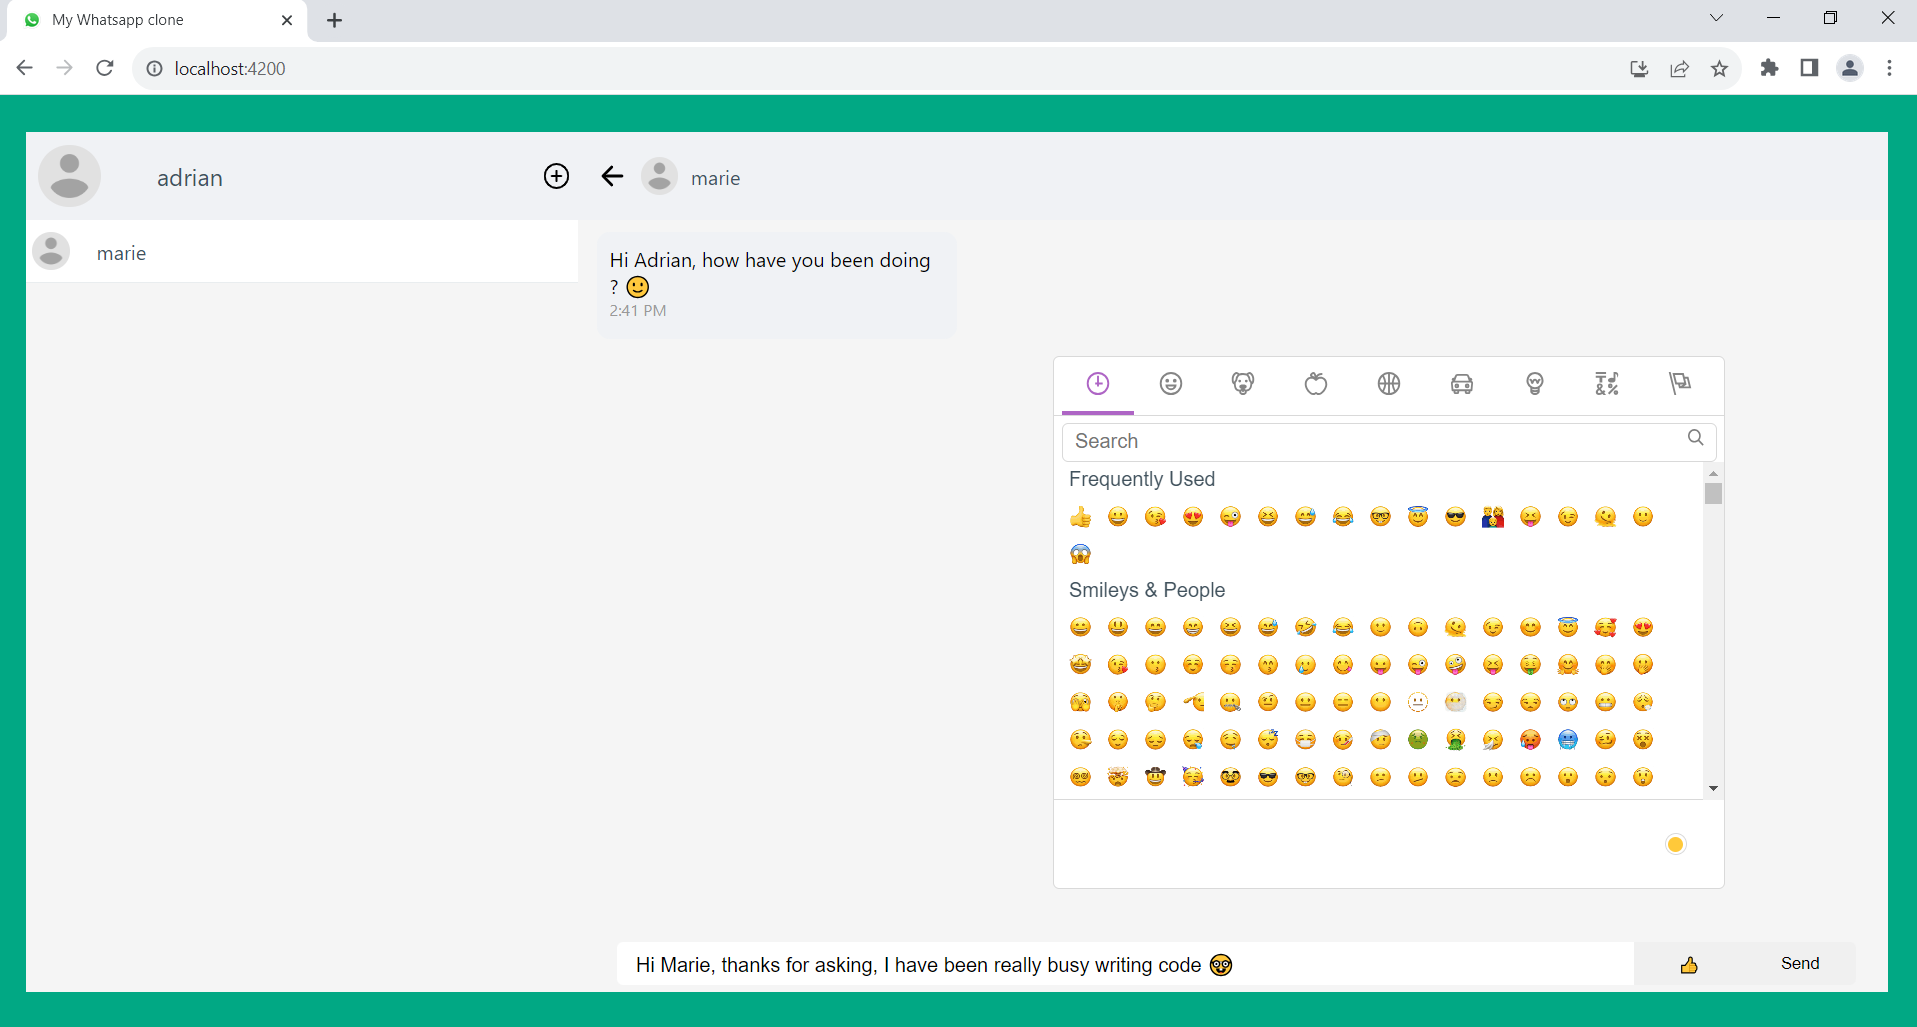 My Whatsapp clone
localhost:4200
adrian
marie
marie
Hi Adrian, how have you been doing
? 🙂
2:41 PM
Search
Frequently Used
Smileys & People
Hi Marie, thanks for asking, I have been really busy writing code 🤓
👍 Send